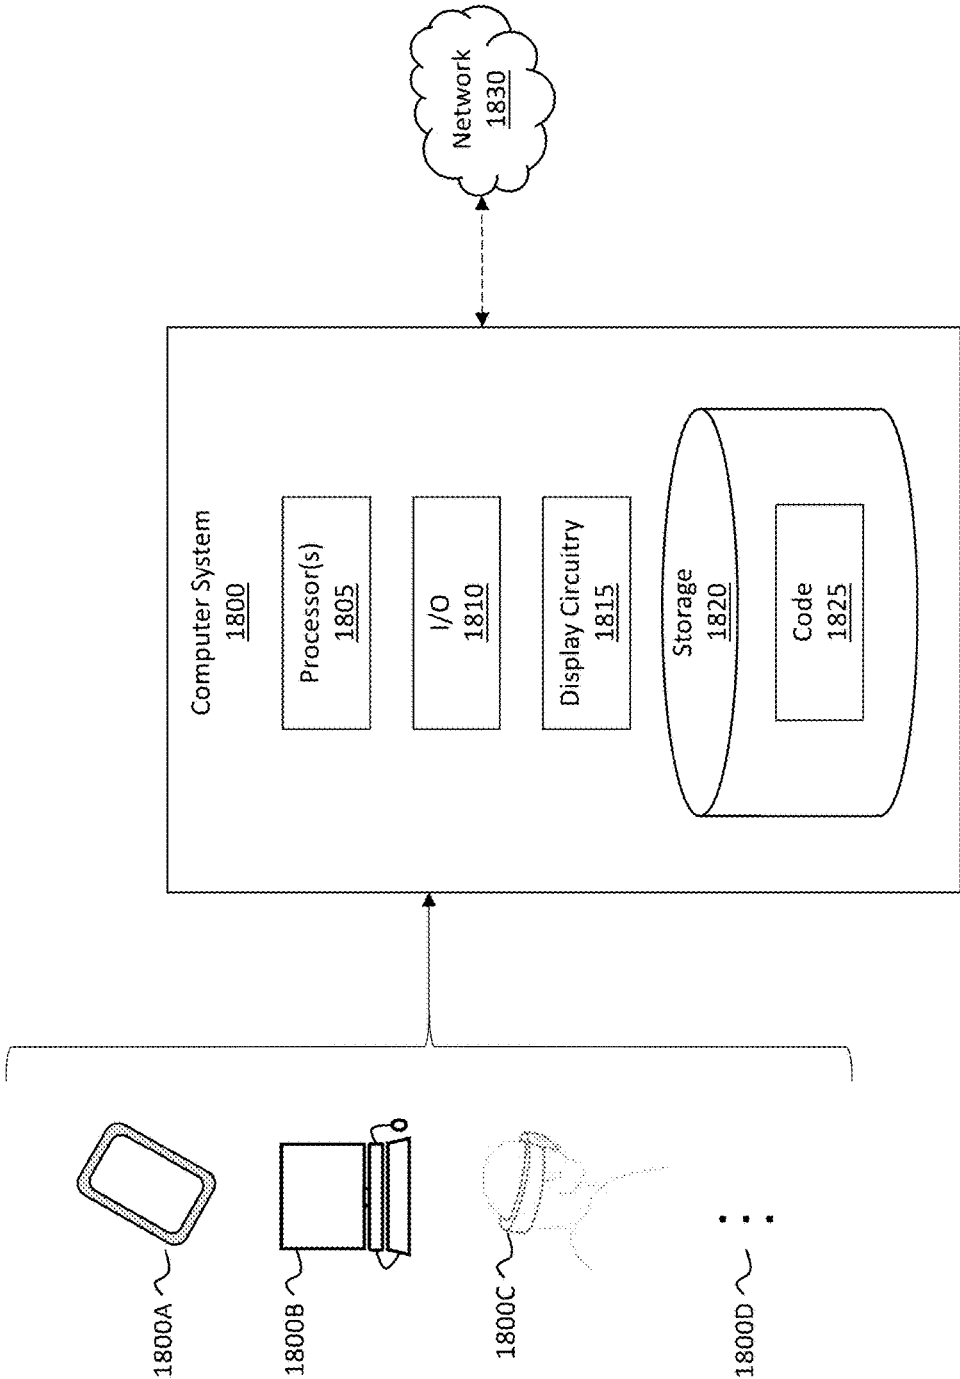 1800A
1800B
1800C
1800D
Computer System
1800
Processor(s)
1805
I/O
1810
Display Circuitry
1815
Storage
1820
Code
1825
Network
1830